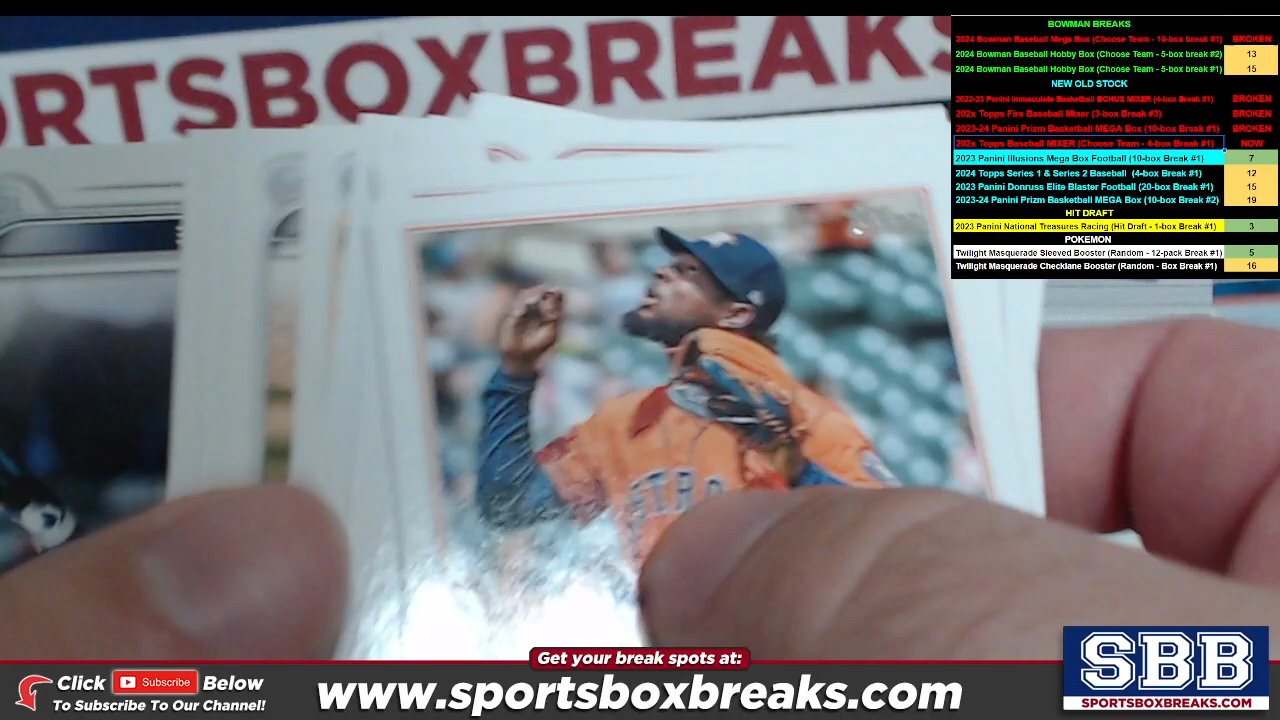 BOWMAN BREAKS
2024 Bowman Baseball Mega Box (Choose Team - 10-box break #1) BROKEN
2024 Bowman Baseball Hobby Box (Choose Team - 5-box break #2) 13
2024 Bowman Baseball Hobby Box (Choose Team - 5-box break #1) 15
NEW OLD STOCK
2022-23 Panini Immaculate Basketball BONUS MIXER (4-box Break #1) BROKEN
202x Topps Fire Baseball Mixer (3-box Break #3) BROKEN
2023-24 Panini Prizm Basketball MEGA Box (10-box Break #1) BROKEN
202x Topps Baseball MIXER (Choose Team - 4-box Break #1) NOW
2023 Panini Illusions Mega Box Football (10-box Break #1) 7
2024 Topps Series 1 & Series 2 Baseball (4-box Break #1) 12
2023 Panini Donruss Elite Blaster Football (20-box Break #1) 15
2023-24 Panini Prizm Basketball MEGA Box (10-box Break #2) 19
HIT DRAFT
2023 Panini National Treasures Racing (Hit Draft - 1-box Break #1) 3
POKEMON
Twilight Masquerade Sleeved Booster (Random - 12-pack Break #1) 5
Twilight Masquerade Checklane Booster (Random - Box Break #1) 16
ORTSBOXBREAKS
ETRO
Get your break spots at:
Click Subscribe Below
To Subscribe To Our Channel!
www.sportsboxbreaks.com
SBB
SPORTSBOXBREAKS.COM